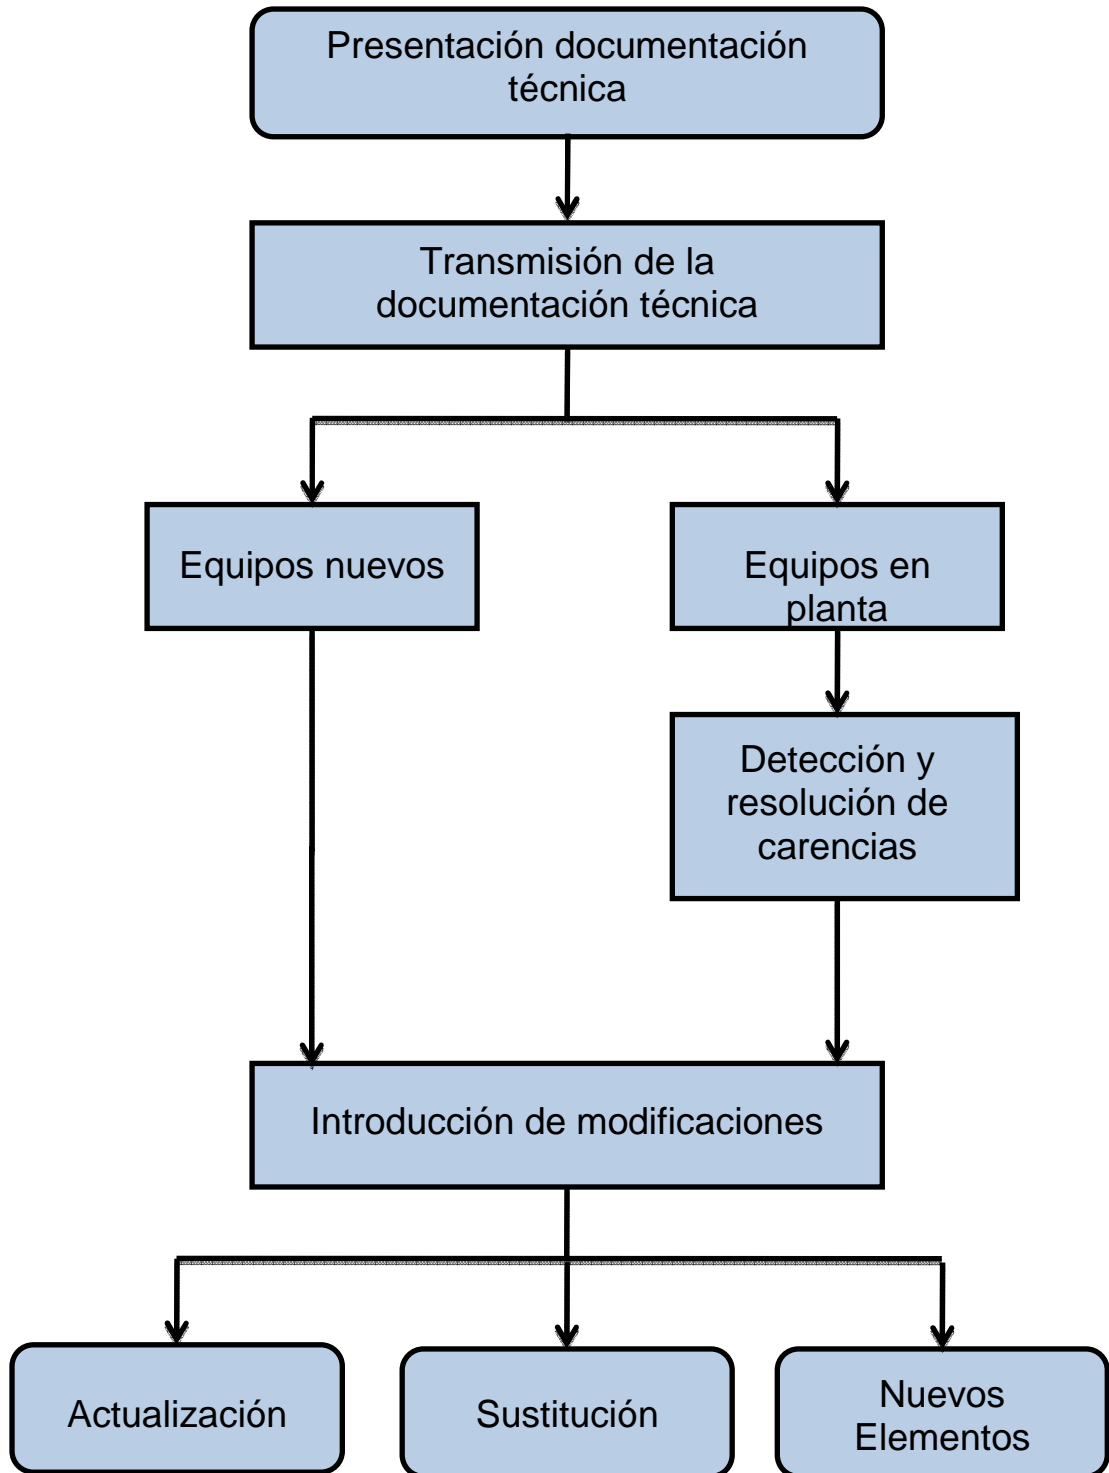 Presentación documentación
técnica
Transmisión de la
documentación técnica
Equipos nuevos
Equipos en
planta
Detección y
resolución de
carencias
Introducción de modificaciones
Actualización
Sustitución
Nuevos
Elementos